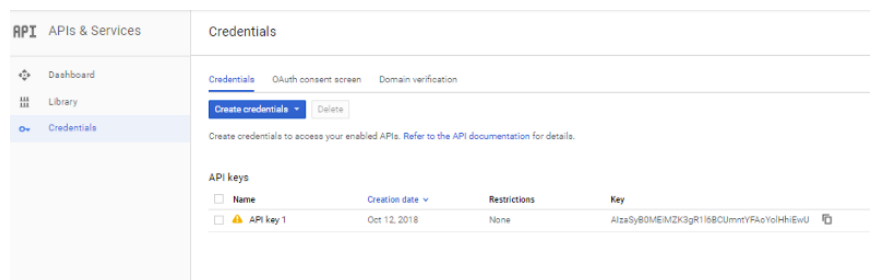 API APIs & Services
Credentials
Dashboard
Library
Credentials
Credentials OAuth consent screen Domain verification
Create credentials Delete
Create credentials to access your enabled APIs. Refer to the API documentation for details.
API keys
Name Creation date Restrictions Key
API key 1 Oct 12, 2018 None AIzaSyB0MEiMZK3gR1l6BCUmntYFAoYolHhiEwU